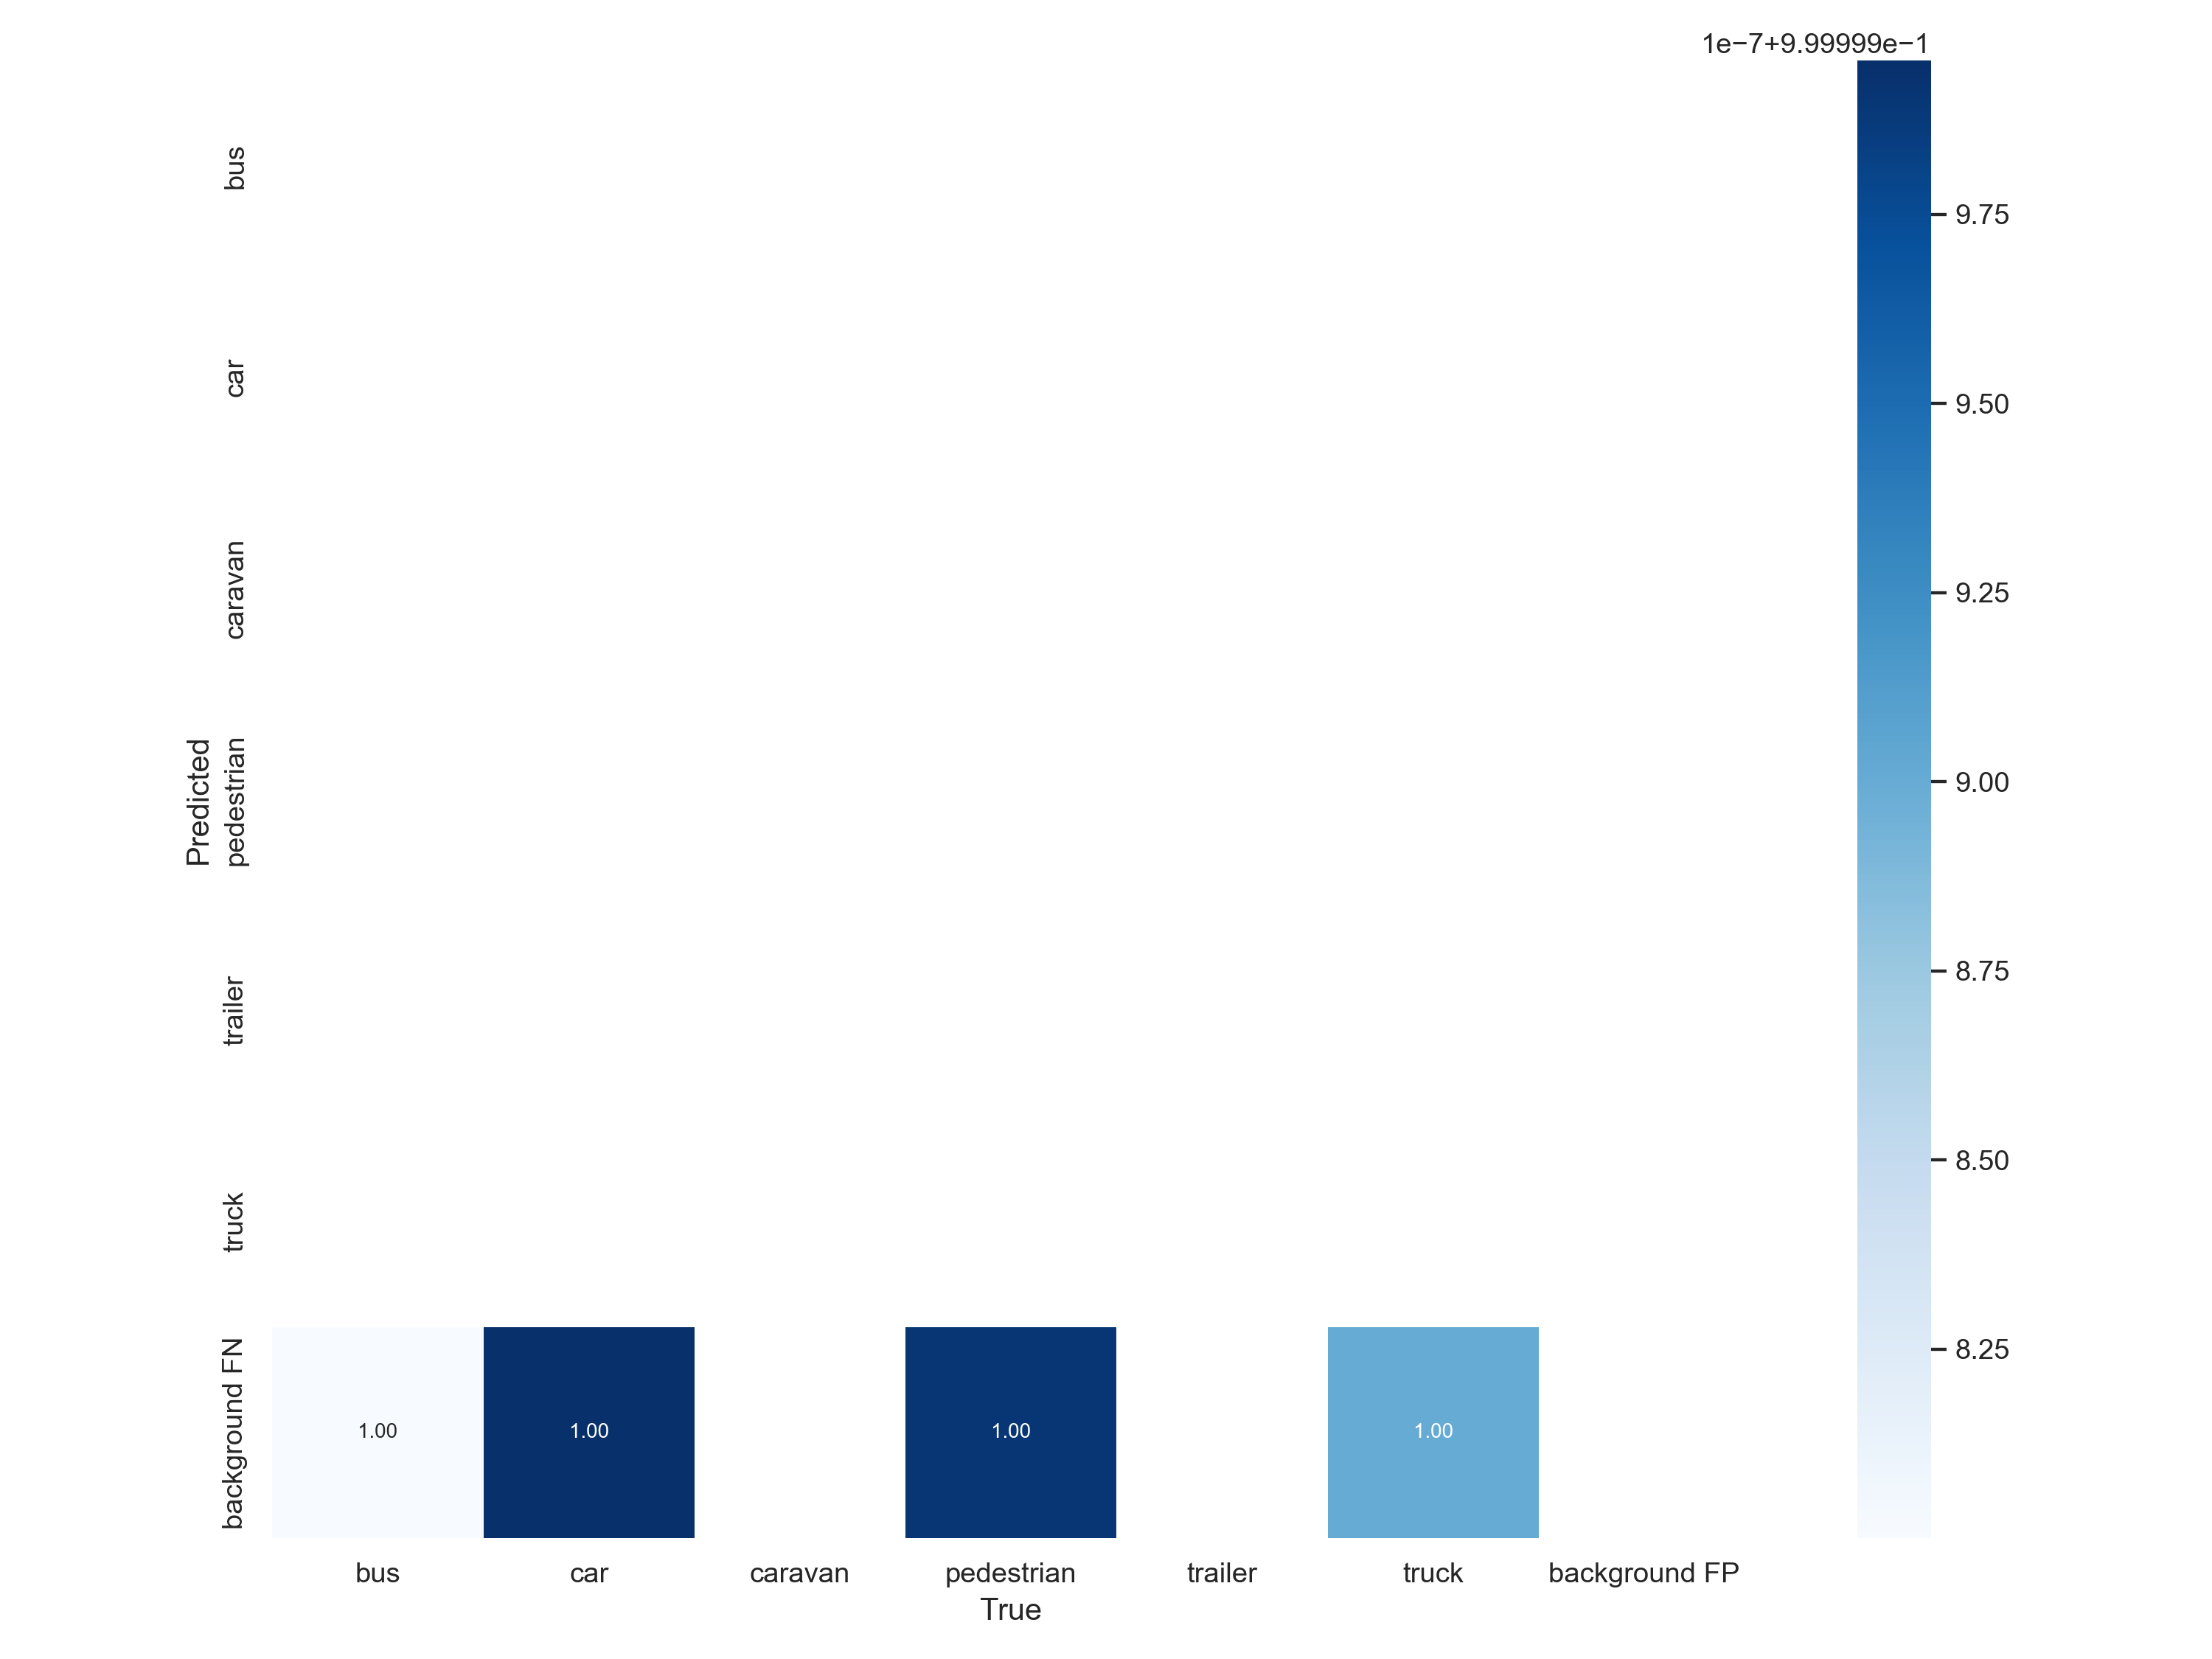 1e−7+9.99999e−1
9.75
9.50
9.25
9.00
8.75
8.50
8.25
Predicted
bus
car
caravan
pedestrian
trailer
truck
background FN
1.00 1.00 1.00 1.00
bus car caravan pedestrian trailer truck background FP
True